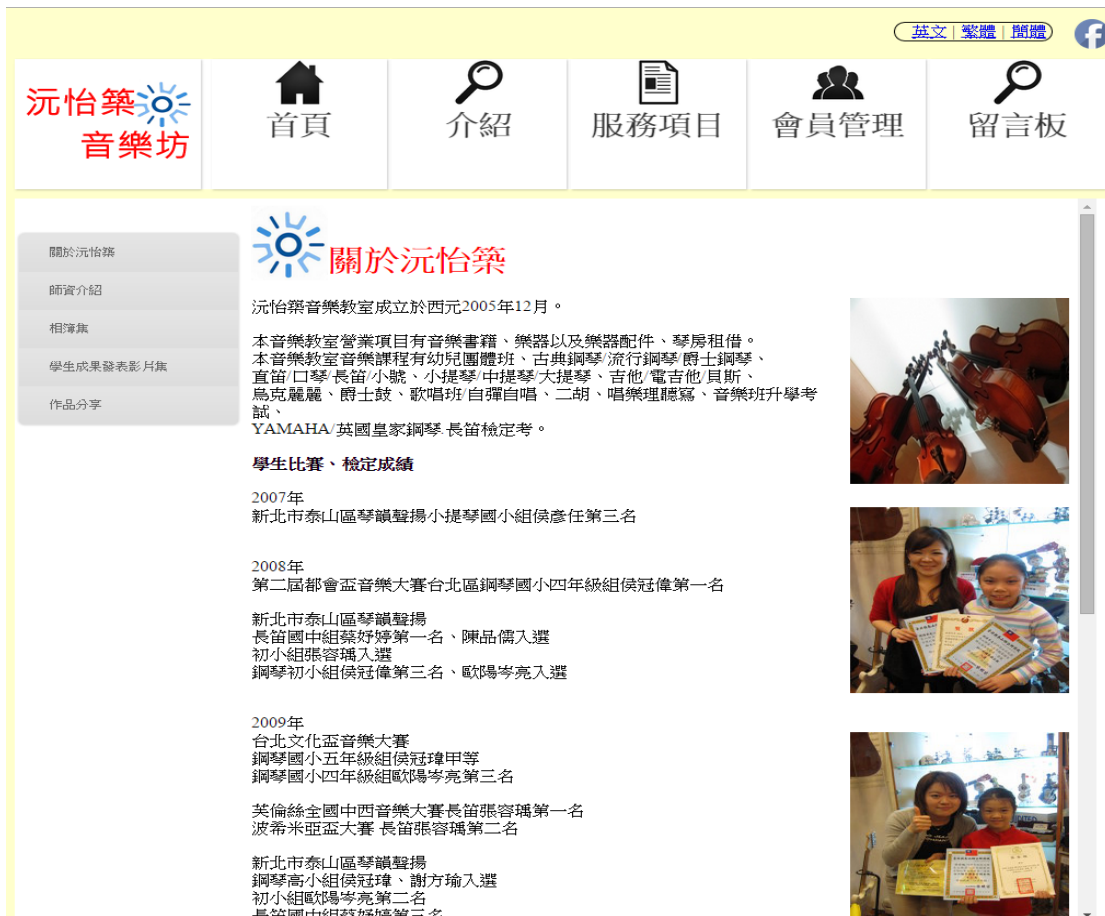 英文 | 繁體 | 簡體
沅怡築
音樂坊
首頁
介紹
服務項目
會員管理
留言板
關於沅怡築
師資介紹
相簿集
學生成果發表影片集
作品分享
關於沅怡築
沅怡築音樂教室成立於西元2005年12月。
本音樂教室營業項目有音樂書籍、樂器以及樂器配件、琴房租借。
本音樂教室音樂課程有幼兒團體班、古典鋼琴/流行鋼琴/爵士鋼琴、
直笛/口琴/長笛/小號、小提琴/中提琴/大提琴、吉他/電吉他/貝斯、
烏克麗麗、爵士鼓、歌唱班/自彈自唱、二胡、唱樂理聽寫、音樂班升學考
試、
YAMAHA/英國皇家鋼琴.長笛檢定考。
學生比賽、檢定成績
2007年
新北市泰山區琴韻聲揚小提琴國小組侯彥任第三名
2008年
第二屆都會盃音樂大賽台北區鋼琴國小四年級組侯冠偉第一名
新北市泰山區琴韻聲揚
長笛國中組蔡妤婷第一名、陳品儒入選
初小組張容瑀入選
鋼琴初小組侯冠偉第三名、歐陽岑亮入選
2009年
台北文化盃音樂大賽
鋼琴國小五年級組侯冠瑋甲等
鋼琴國小四年級組歐陽岑亮第三名
芙倫絲全國中西音樂大賽長笛張容瑀第一名
波希米亞盃大賽 長笛張容瑀第二名
新北市泰山區琴韻聲揚
鋼琴高小組侯冠瑋、謝方瑜入選
初小組歐陽岑亮第二名
長笛國中組蔡妤婷第三名